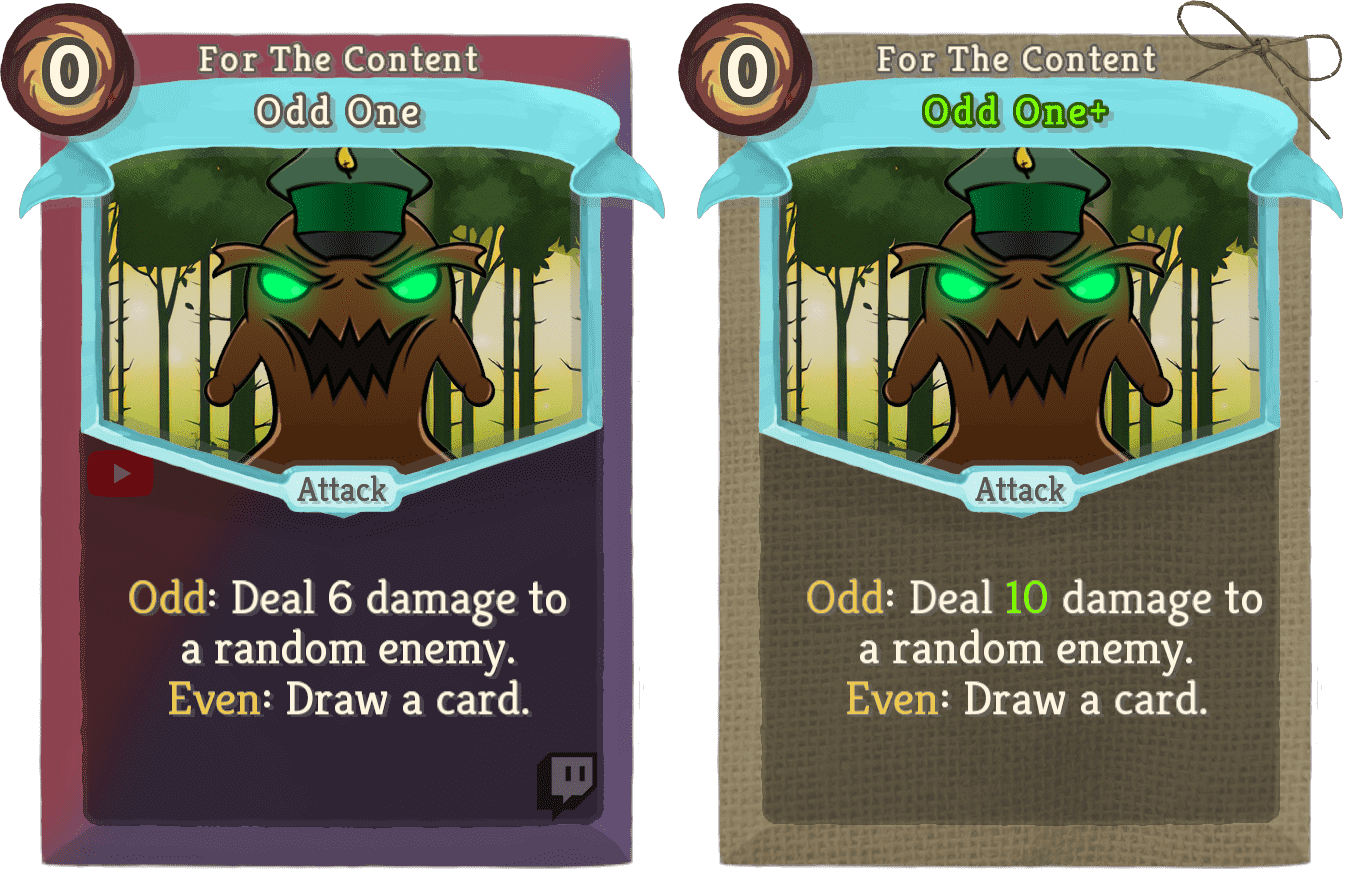 0
For The Content
Odd One
Attack
Odd: Deal 6 damage to
a random enemy.
Even: Draw a card.
0
For The Content
Odd One+
Attack
Odd: Deal 10 damage to
a random enemy.
Even: Draw a card.